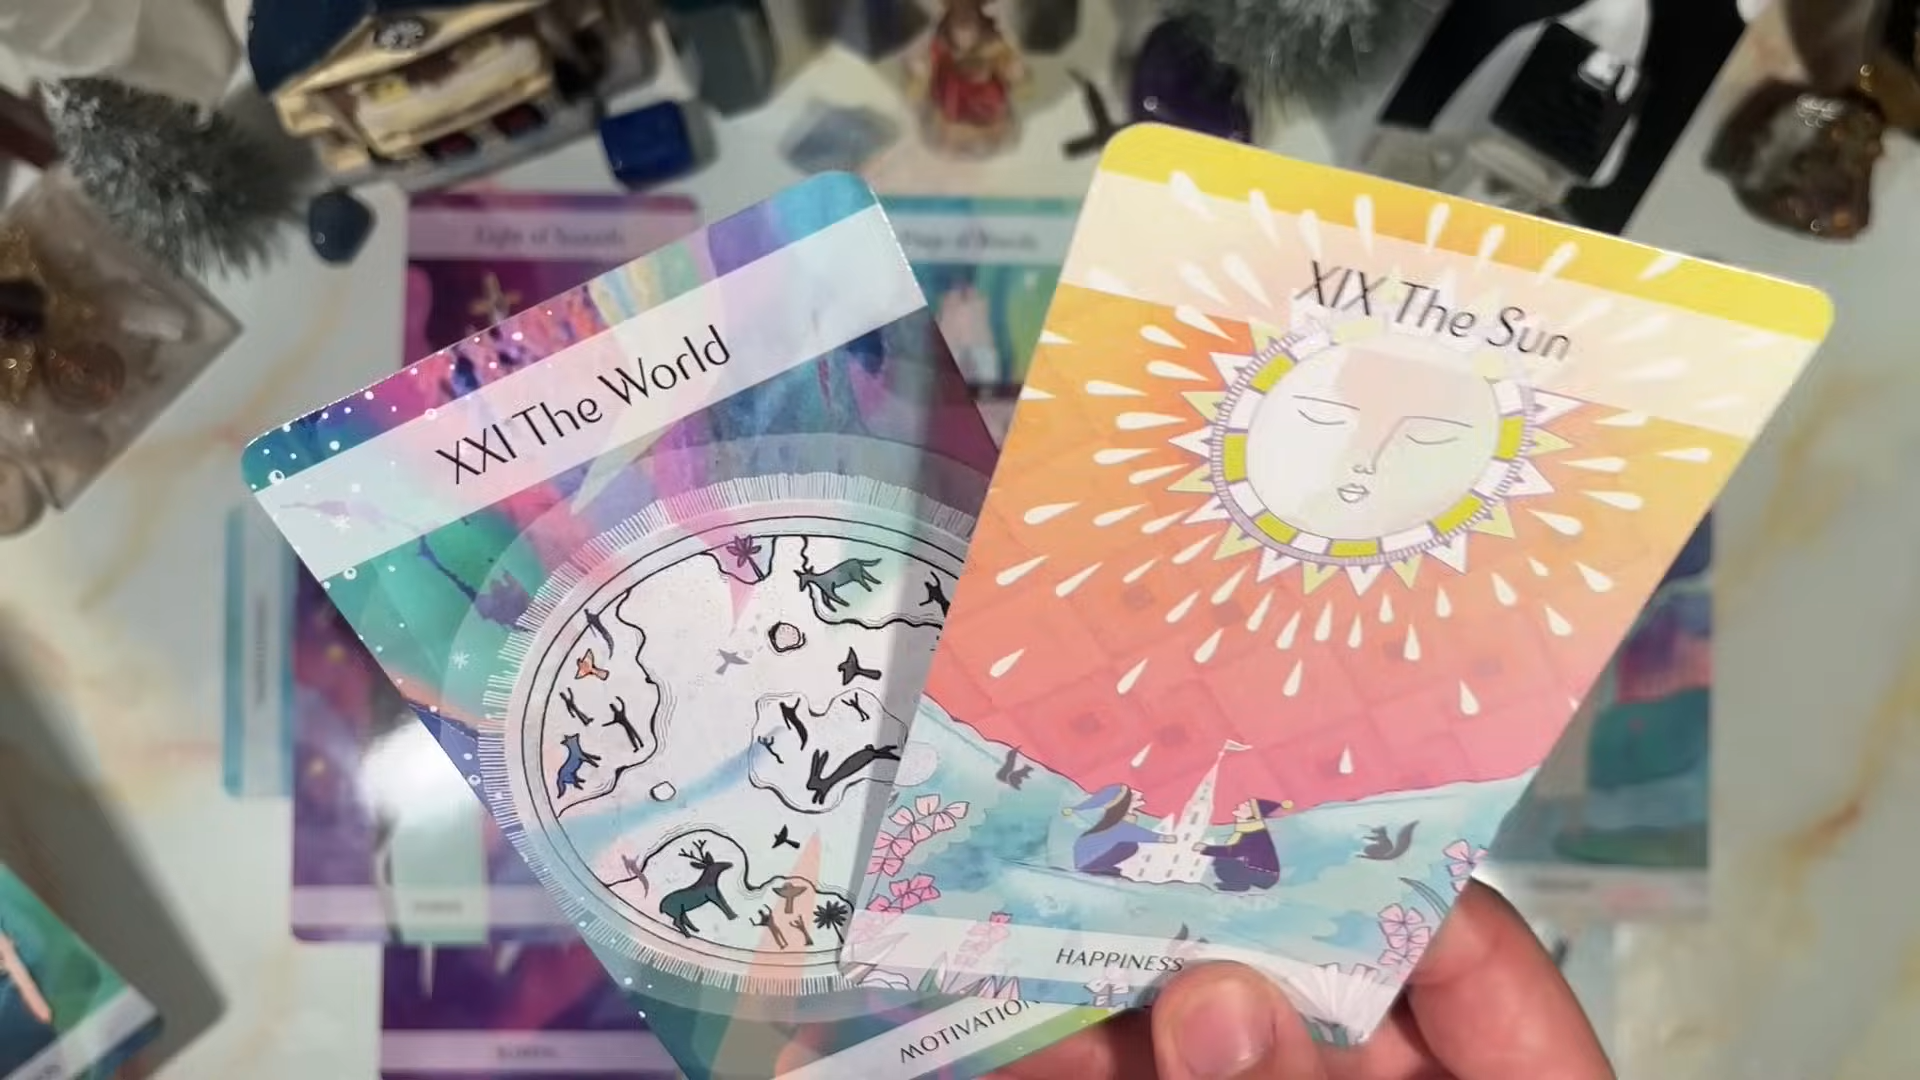 XXI The World
MOTIVATION
XIX The Sun
HAPPINESS